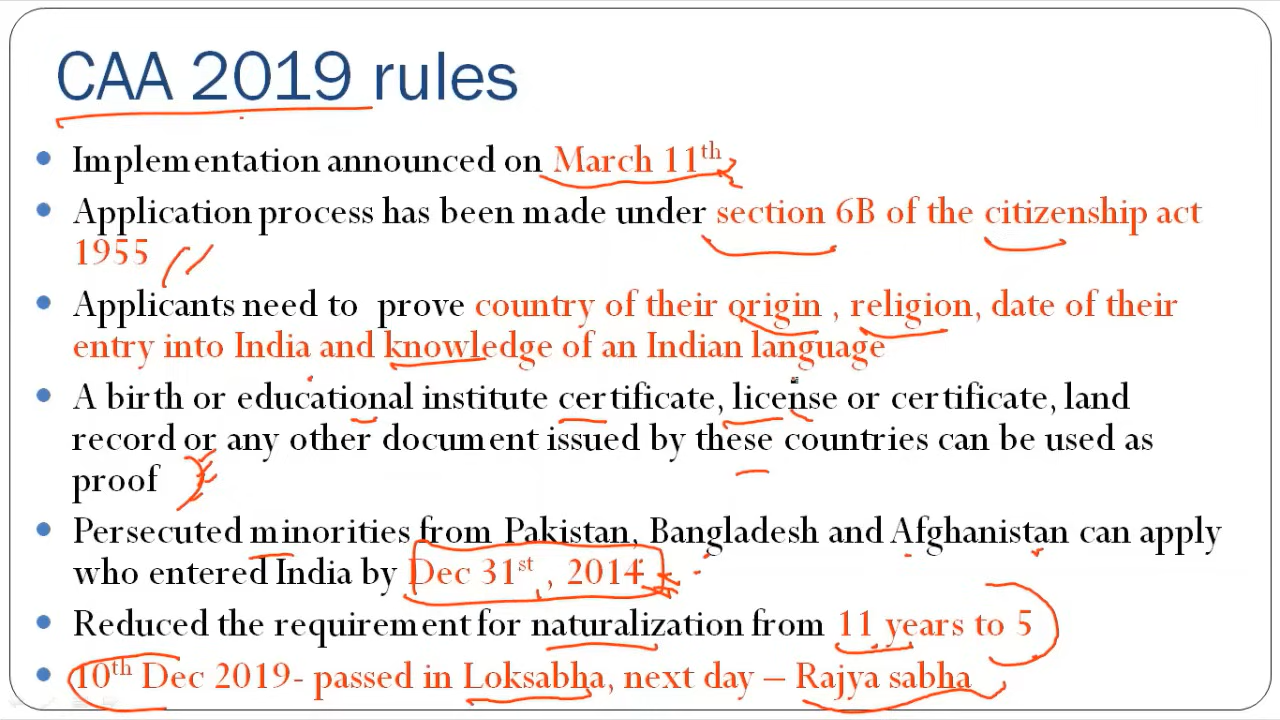 CAA 2019 rules
• Implementation announced on March 11th
• Application process has been made under section 6B of the citizenship act
1955
• Applicants need to  prove country of their origin , religion, date of their
entry into India and knowledge of an Indian language
• A birth or educational institute certificate, license or certificate, land
record or any other document issued by these countries can be used as
proof
• Persecuted minorities from Pakistan, Bangladesh and Afghanistan can apply
who entered India by Dec 31st , 2014
• Reduced the requirement for naturalization from 11 years to 5
• 10th Dec 2019- passed in Loksabha, next day – Rajya sabha